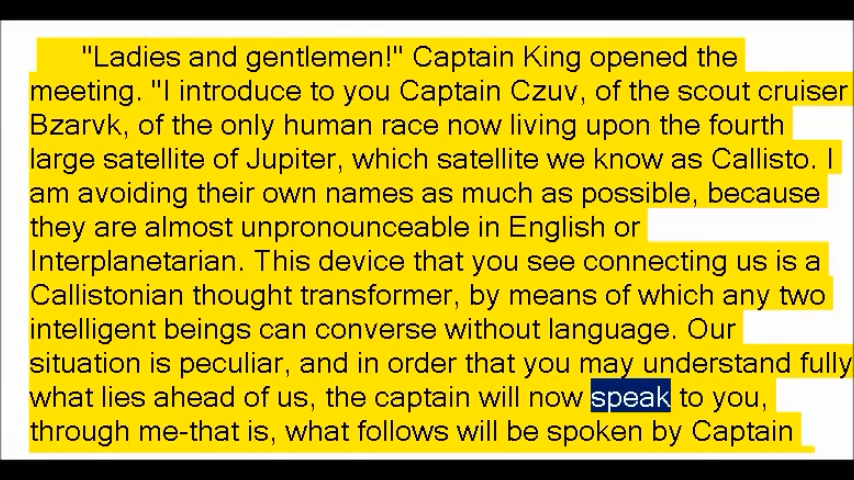 "Ladies and gentlemen!" Captain King opened the
meeting. "I introduce to you Captain Czuv, of the scout cruiser
Bzarvk, of the only human race now living upon the fourth
large satellite of Jupiter, which satellite we know as Callisto. I
am avoiding their own names as much as possible, because
they are almost unpronounceable in English or
Interplanetarian. This device that you see connecting us is a
Callistonian thought transformer, by means of which any two
intelligent beings can converse without language. Our
situation is peculiar, and in order that you may understand fully
what lies ahead of us, the captain will now speak to you,
through me-that is, what follows will be spoken by Captain